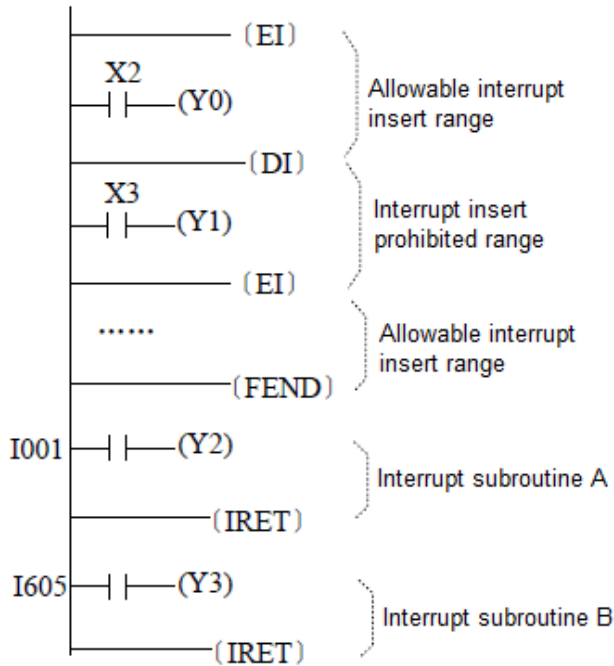 (EI)
X2
(Y0)
Allowable interrupt
insert range
(DI)
X3
(Y1)
Interrupt insert
prohibited range
(EI)
......
Allowable interrupt
insert range
(FEND)
I001 (Y2)
Interrupt subroutine A
(IRET)
I605 (Y3)
Interrupt subroutine B
(IRET)